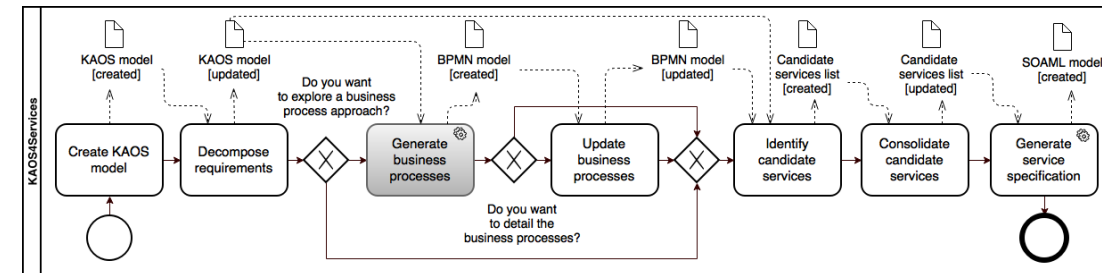 KAOS4Services
KAOS model
[created]
KAOS model
[updated]
BPMN model
[created]
BPMN model
[updated]
Candidate
services list
[created]
Candidate
services list
[updated]
SOAML model
[created]
Do you want
to explore a business
process approach?
Create KAOS
model
Decompose
requirements
X
Generate
business
processes
X
Update
business
processes
X
Identify
candidate
services
Consolidate
candidate
services
Generate
service
specification
Do you want
to detail the
business processes?